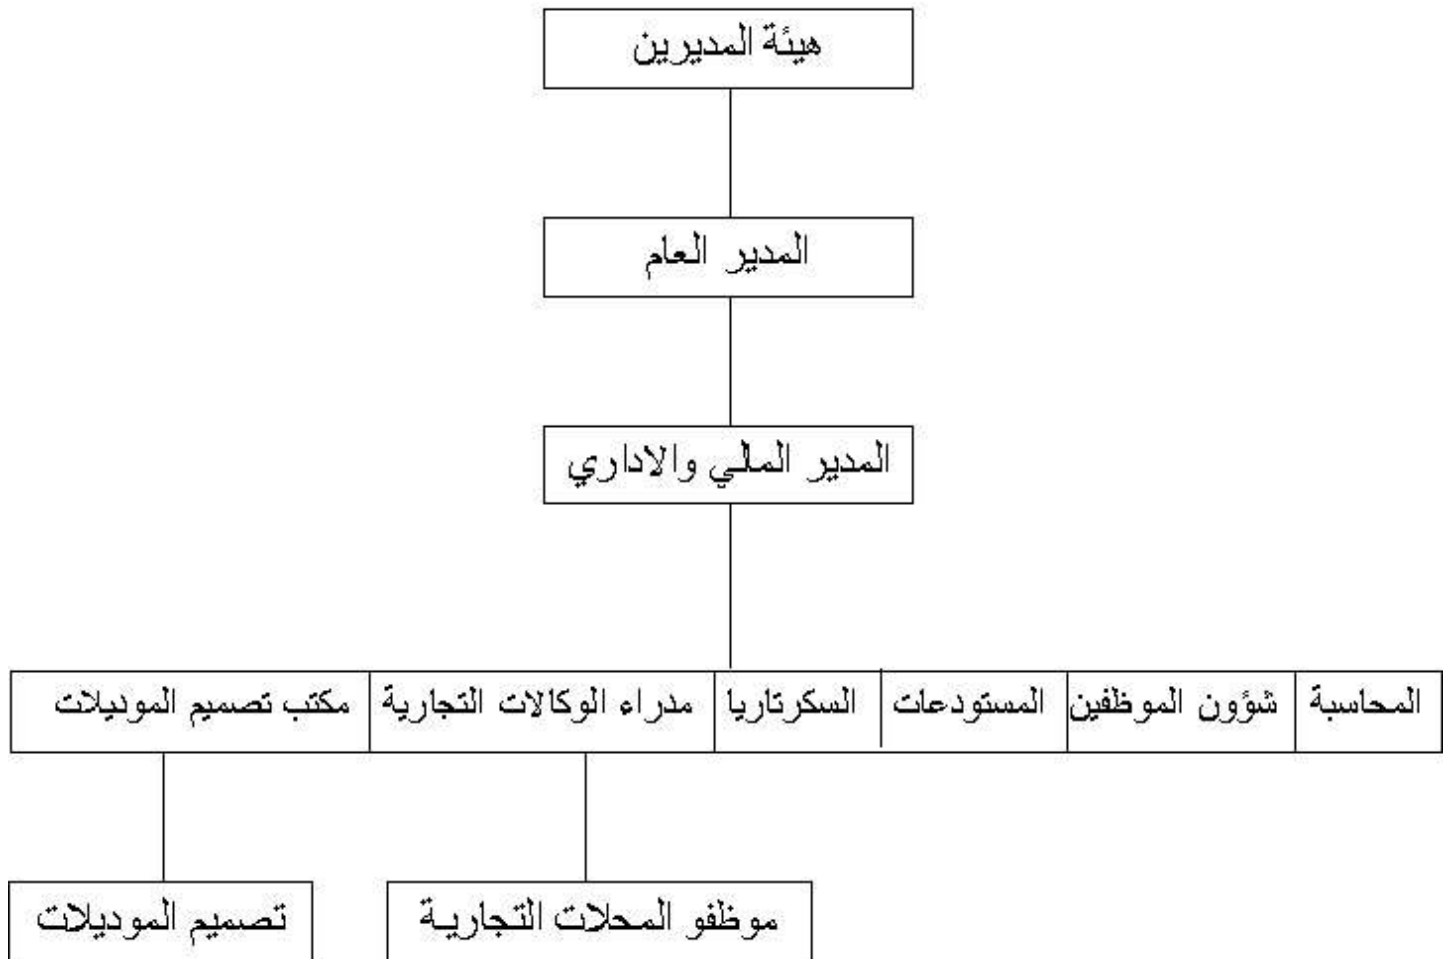 هيئة المديرين
المدير العام
المدير المالي والاداري
المحاسبة
شؤون الموظفين
المستودعات
السكرتاريا
مدراء الوكالات التجارية
مكتب تصميم الموديلات
موظفو المحلات التجارية
تصميم الموديلات